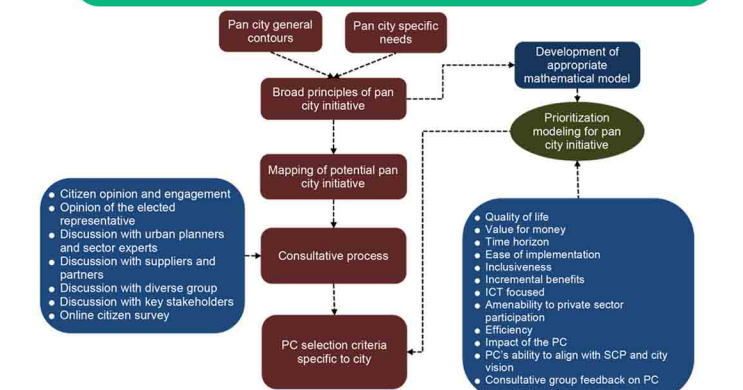 Pan city general
contours
Pan city specific
needs
Development of
appropriate
mathematical model
Broad principles of pan
city initiative
Prioritization
modeling for pan
city initiative
Mapping of potential pan
city initiative
• Citizen opinion and engagement
• Opinion of the elected
representative
• Discussion with urban planners
and sector experts
• Discussion with suppliers and
partners
• Discussion with diverse group
• Discussion with key stakeholders
• Online citizen survey
Consultative process
• Quality of life
• Value for money
• Time horizon
• Ease of implementation
• Inclusiveness
• Incremental benefits
• ICT focused
• Amenability to private sector
participation
• Efficiency
• Impact of the PC
• PC's ability to align with SCP and city
vision
• Consultative group feedback on PC
PC selection criteria
specific to city